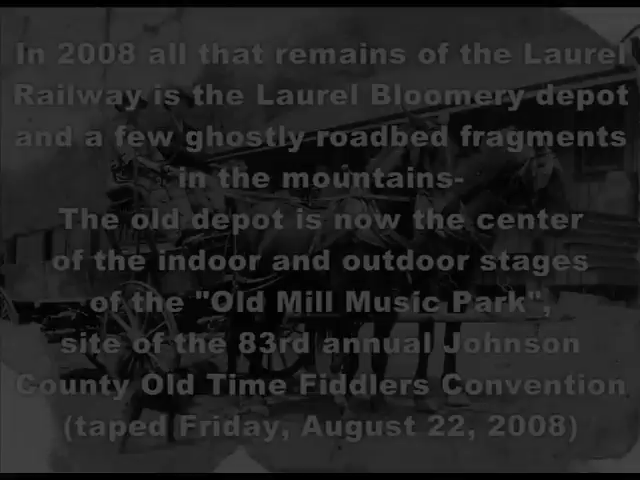 In 2008 all that remains of the Laurel
Railway is the Laurel Bloomery depot
and a few ghostly roadbed fragments
in the mountains-
The old depot is now the center
of the indoor and outdoor stages
of the "Old Mill Music Park",
site of the 83rd annual Johnson
County Old Time Fiddlers Convention
(taped Friday, August 22, 2008)